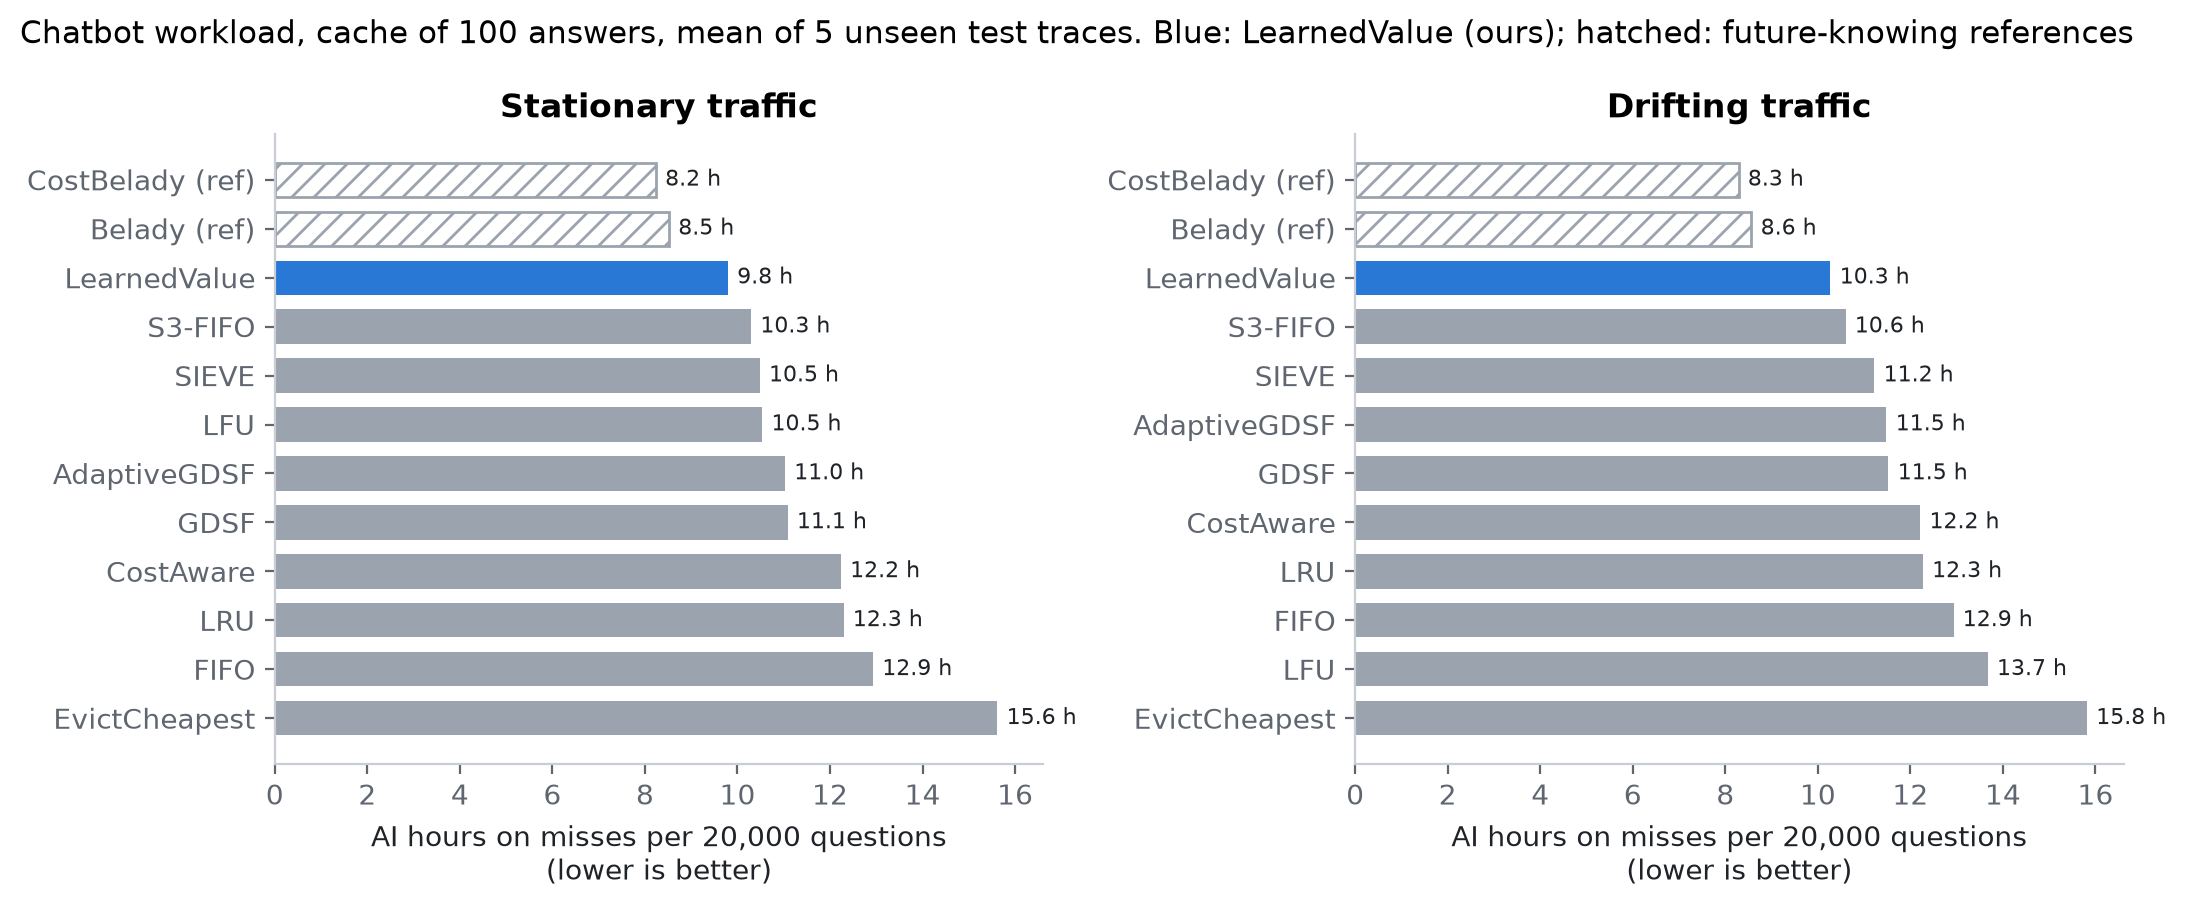 Chatbot workload, cache of 100 answers, mean of 5 unseen test traces. Blue: LearnedValue (ours); hatched: future-knowing references
Stationary traffic
CostBelady (ref) 8.2 h
Belady (ref) 8.5 h
LearnedValue 9.8 h
S3-FIFO 10.3 h
SIEVE 10.5 h
LFU 10.5 h
AdaptiveGDSF 11.0 h
GDSF 11.1 h
CostAware 12.2 h
LRU 12.3 h
FIFO 12.9 h
EvictCheapest 15.6 h
0 2 4 6 8 10 12 14 16
AI hours on misses per 20,000 questions
(lower is better)
Drifting traffic
CostBelady (ref) 8.3 h
Belady (ref) 8.6 h
LearnedValue 10.3 h
S3-FIFO 10.6 h
SIEVE 11.2 h
AdaptiveGDSF 11.5 h
GDSF 11.5 h
CostAware 12.2 h
LRU 12.3 h
FIFO 12.9 h
LFU 13.7 h
EvictCheapest 15.8 h
0 2 4 6 8 10 12 14 16
AI hours on misses per 20,000 questions
(lower is better)